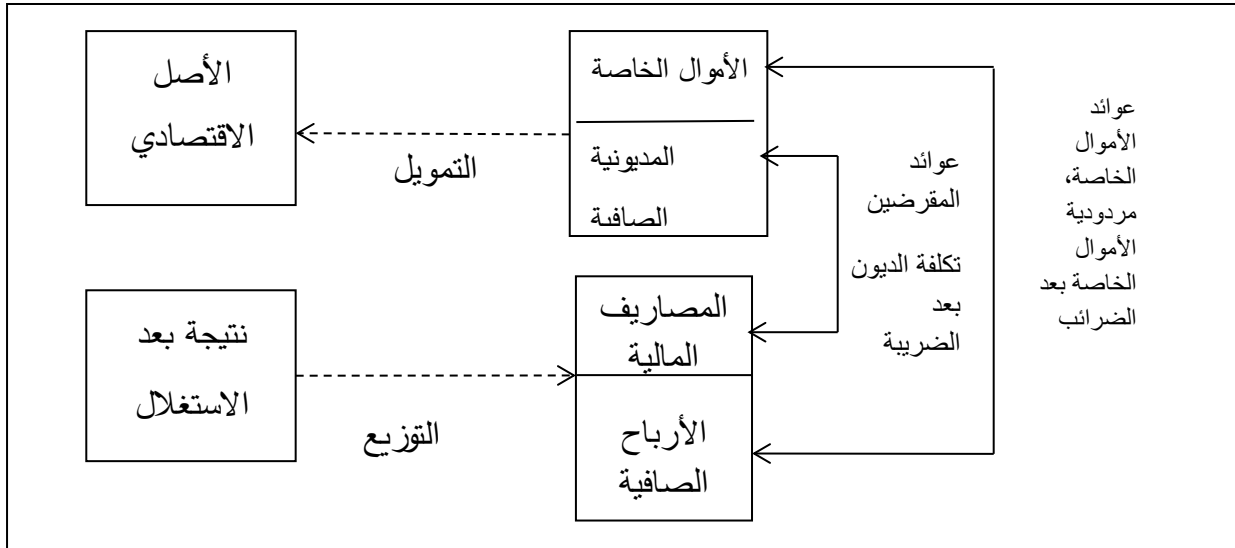 الأصل
الاقتصادي
الأموال الخاصة
المديونية
الصافية
التمويل
عوائد
المقرضين
تكلفة الديون
بعد
الضريبة
عوائد
الأموال
الخاصة،
مردودية
الأموال
الخاصة بعد
الضرائب
نتيجة بعد
الاستغلال
المصاريف
المالية
الأرباح
الصافية
التوزيع